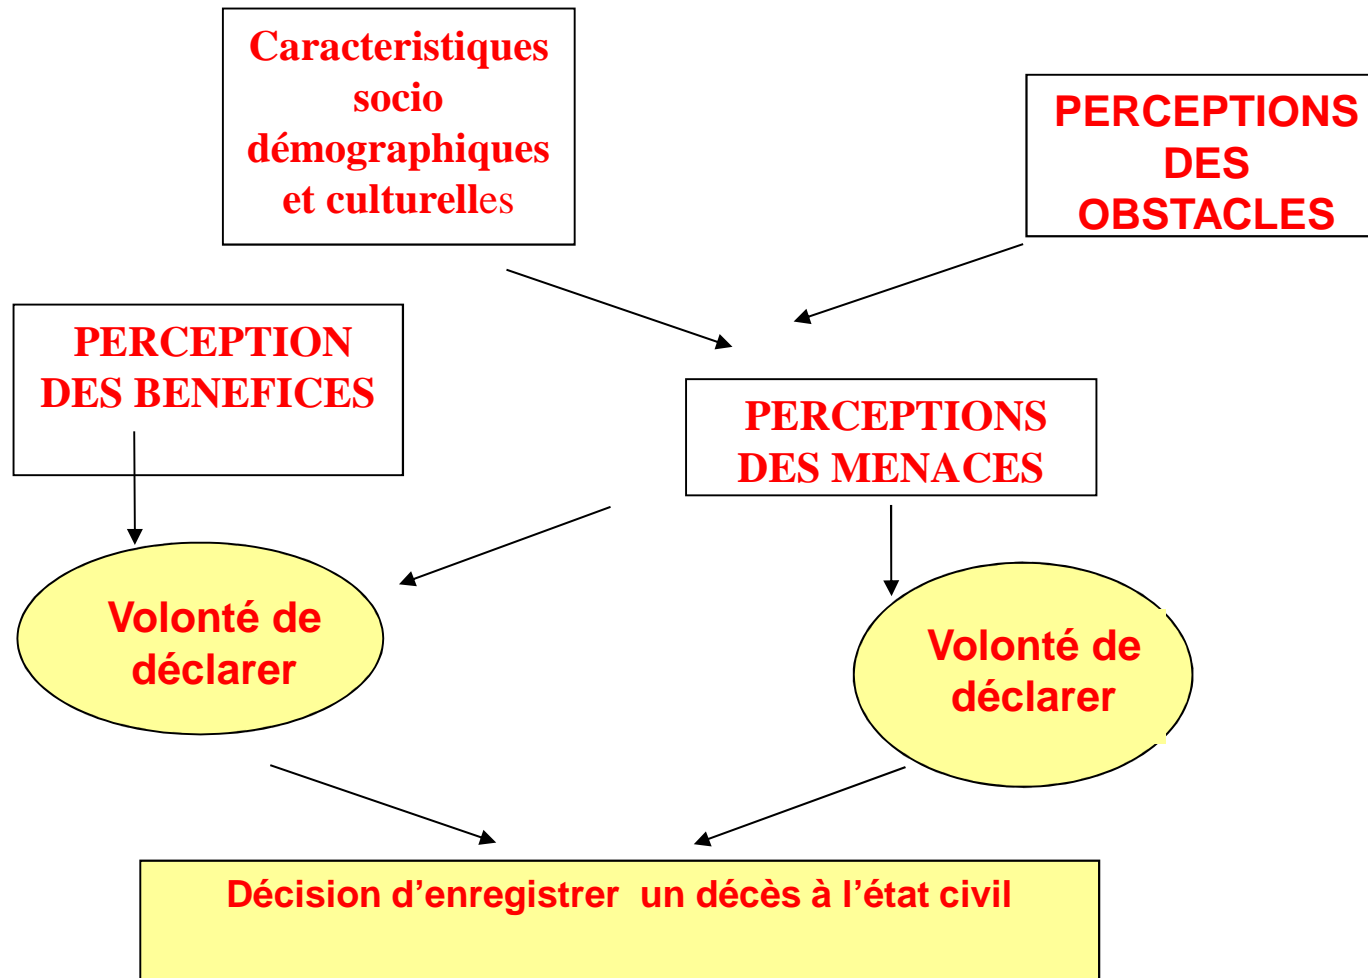 Caracteristiques
socio
démographiques
et culturelles
PERCEPTIONS
DES
OBSTACLES
PERCEPTION
DES BENEFICES
PERCEPTIONS
DES MENACES
Volonté de
déclarer
Volonté de
déclarer
Décision d’enregistrer un décès à l’état civil